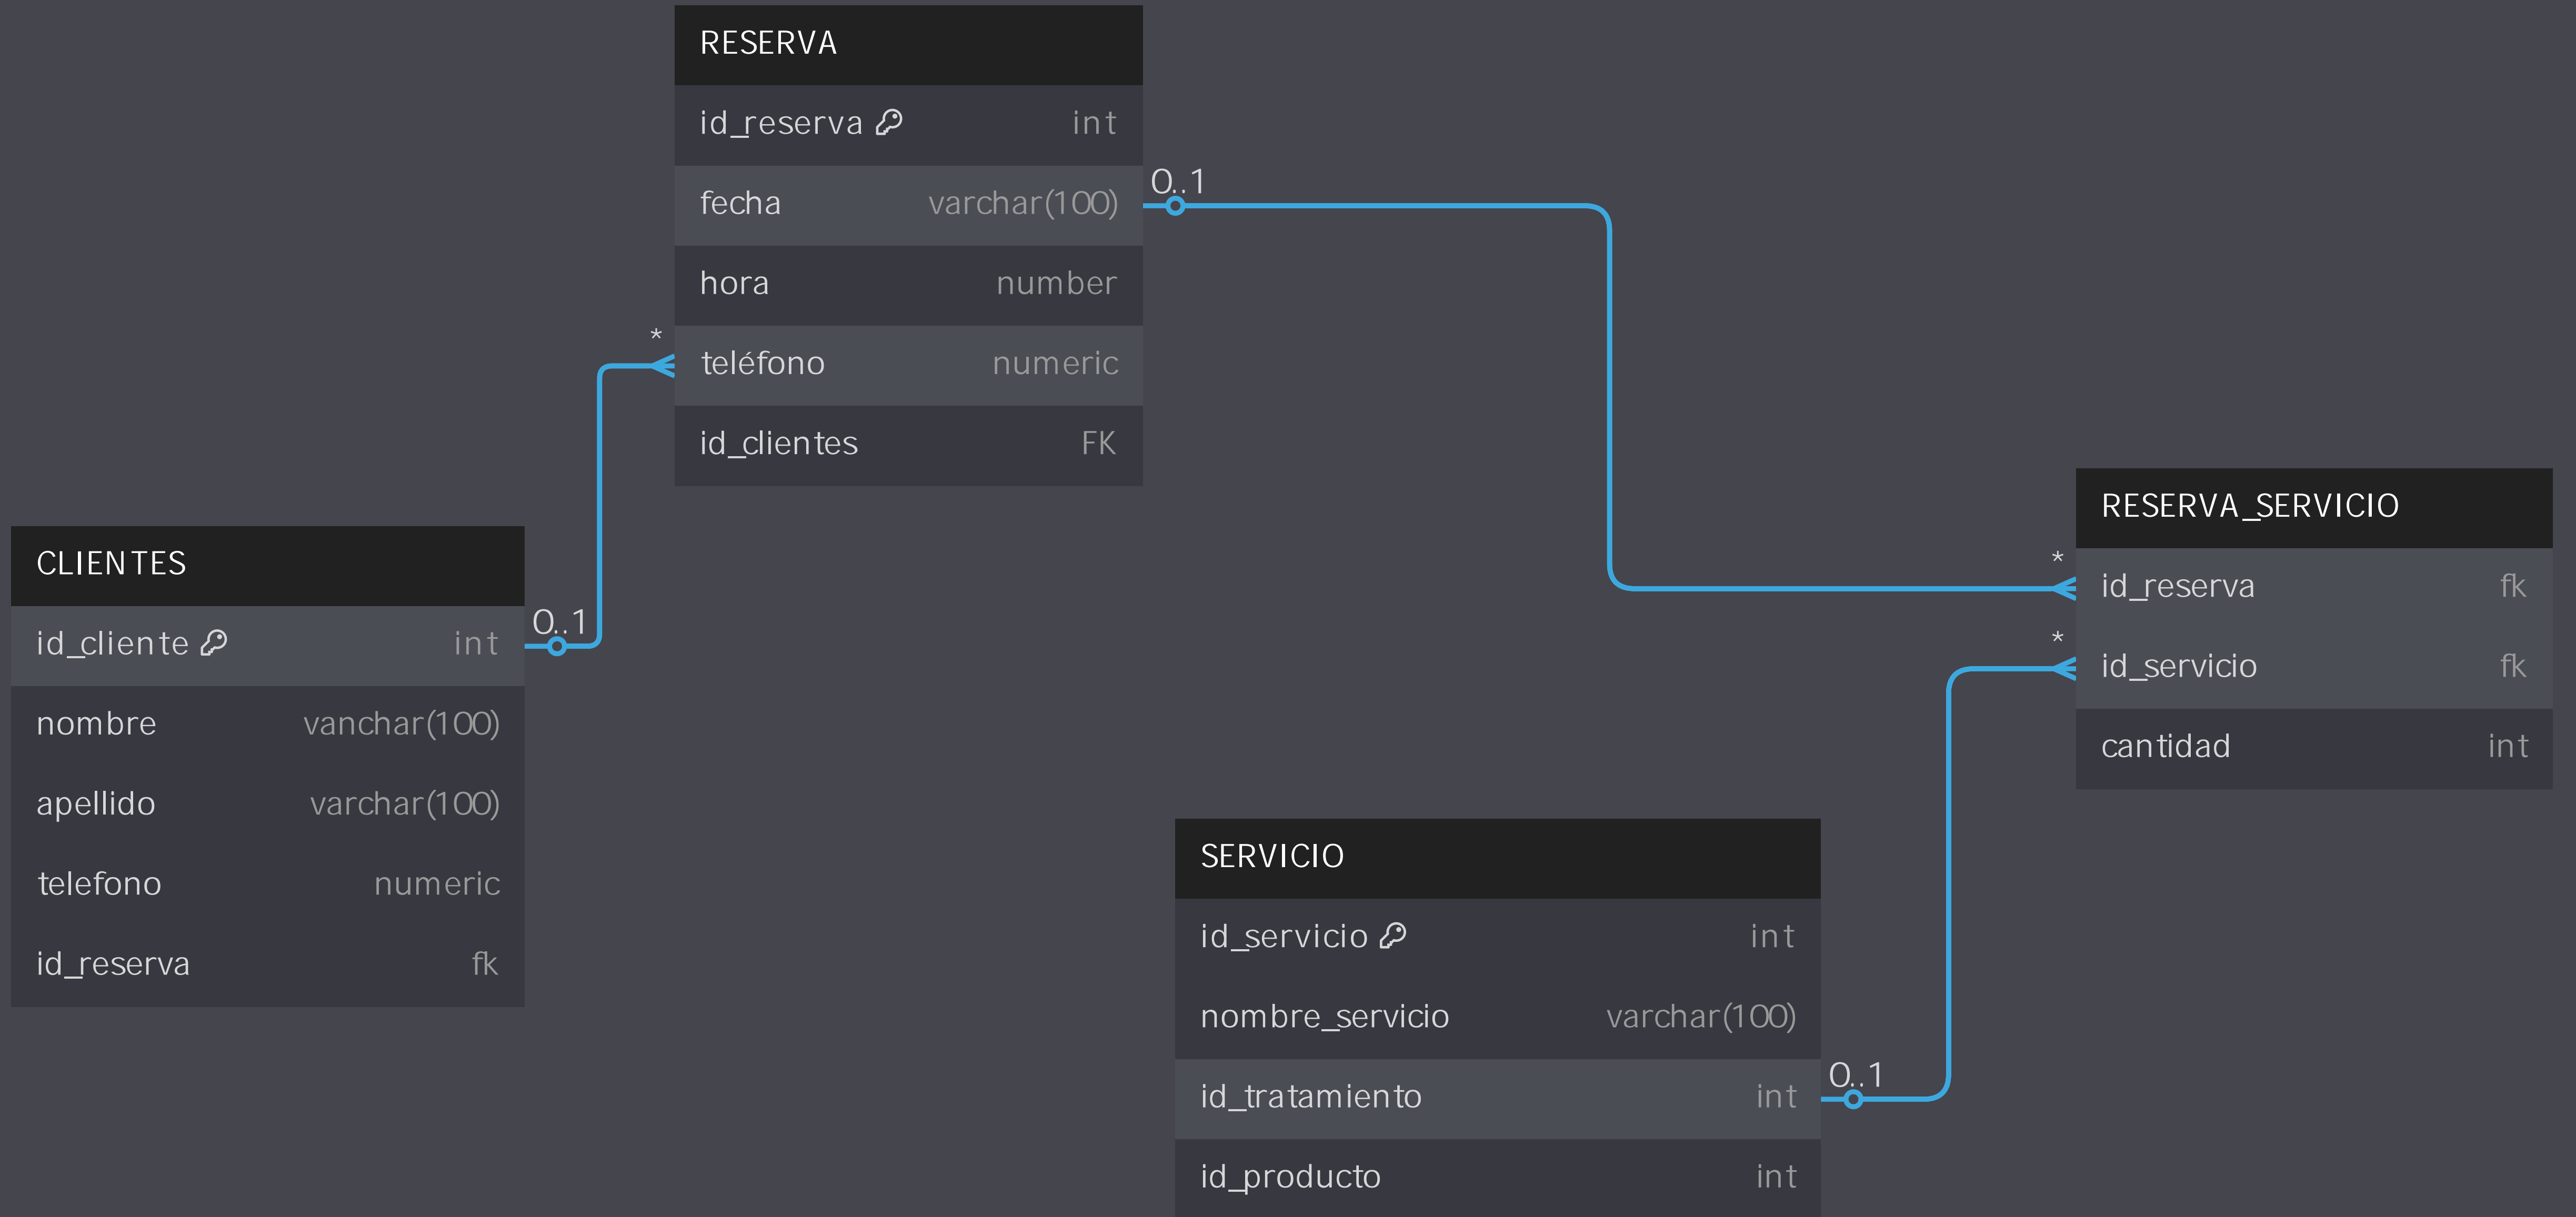 RESERVA
id_reserva int
fecha varchar(100)
hora number
teléfono numeric
id_clientes FK
0..1
*
CLIENTES
id_cliente int
nombre vanchar(100)
apellido varchar(100)
telefono numeric
id_reserva fk
0..1
RESERVA_SERVICIO
* id_reserva fk
* id_servicio fk
cantidad int
SERVICIO
id_servicio int
nombre_servicio varchar(100)
id_tratamiento int
id_producto int
0..1